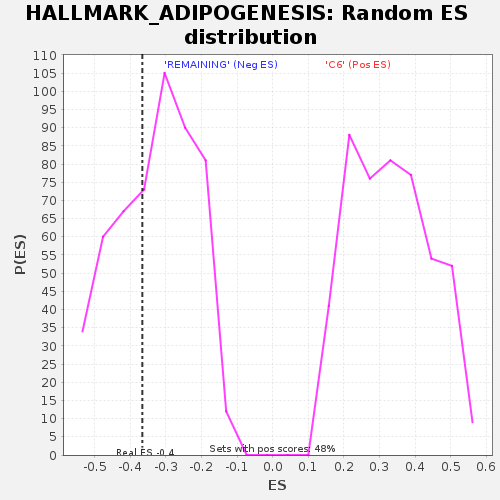 HALLMARK_ADIPOGENESIS: Random ES
distribution
'REMAINING' (Neg ES)
'C6' (Pos ES)
110
105
100
95
90
85
80
75
70
65
60
55
50
45
40
35
30
25
20
15
10
5
0
P(ES)
Real ES -0.4
Sets with pos scores: 48%
-0.5 -0.4 -0.3 -0.2 -0.1 0.0 0.1 0.2 0.3 0.4 0.5 0.6
ES